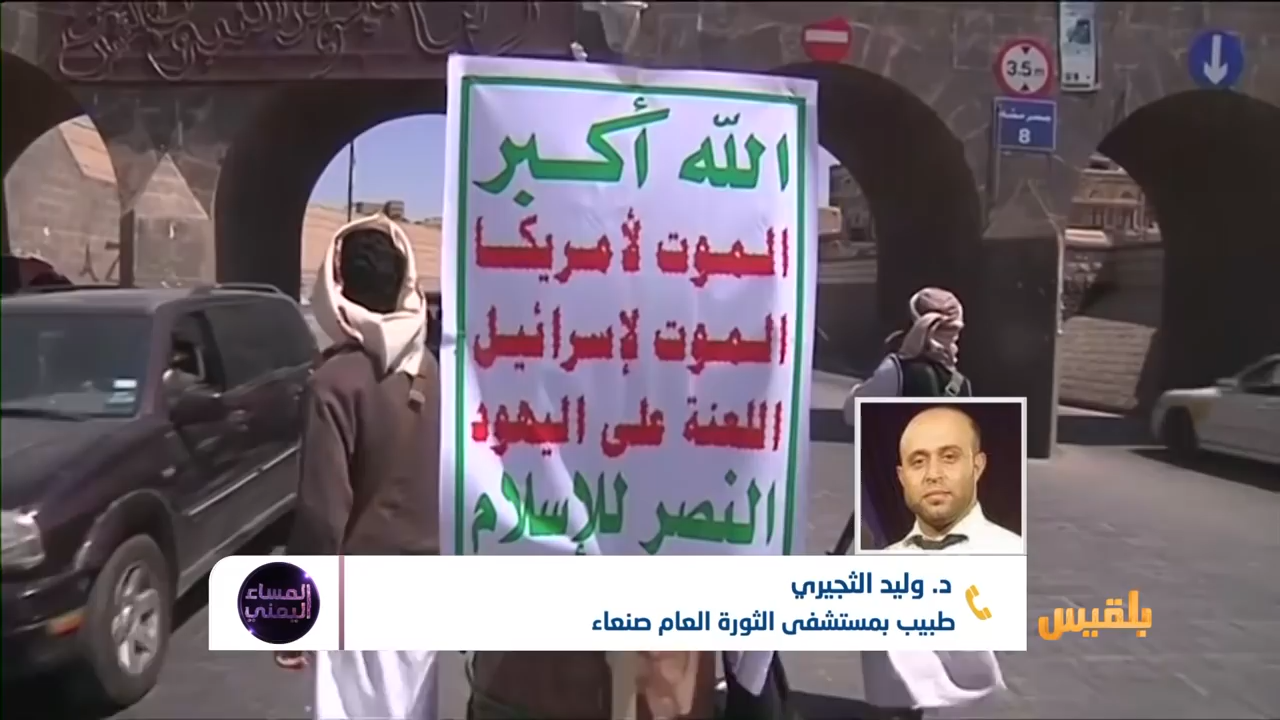 3.5m
8
الله أكبر
الموت لأمريكا
الموت لإسرائيل
اللعنة على اليهود
النصر للإسلام
د. وليد الثجيري
طبيب بمستشفى الثورة العام صنعاء
المساء
اليمني
بلقيس